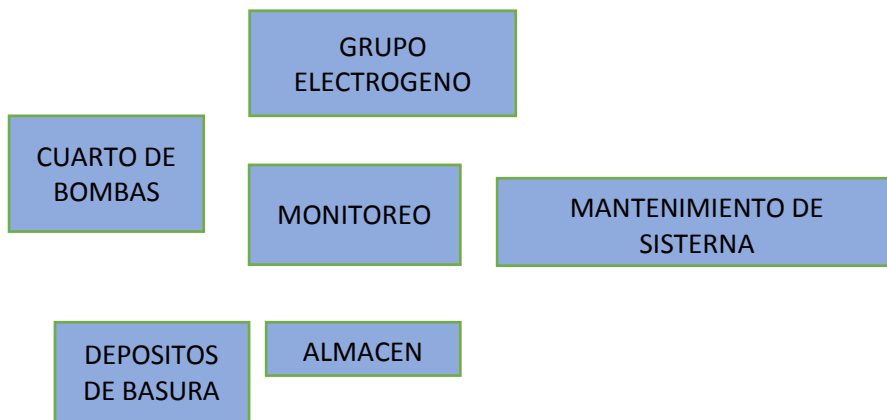 GRUPO
ELECTROGENO
CUARTO DE
BOMBAS
MONITOREO
MANTENIMIENTO DE
SISTERNA
DEPOSITOS
DE BASURA
ALMACEN